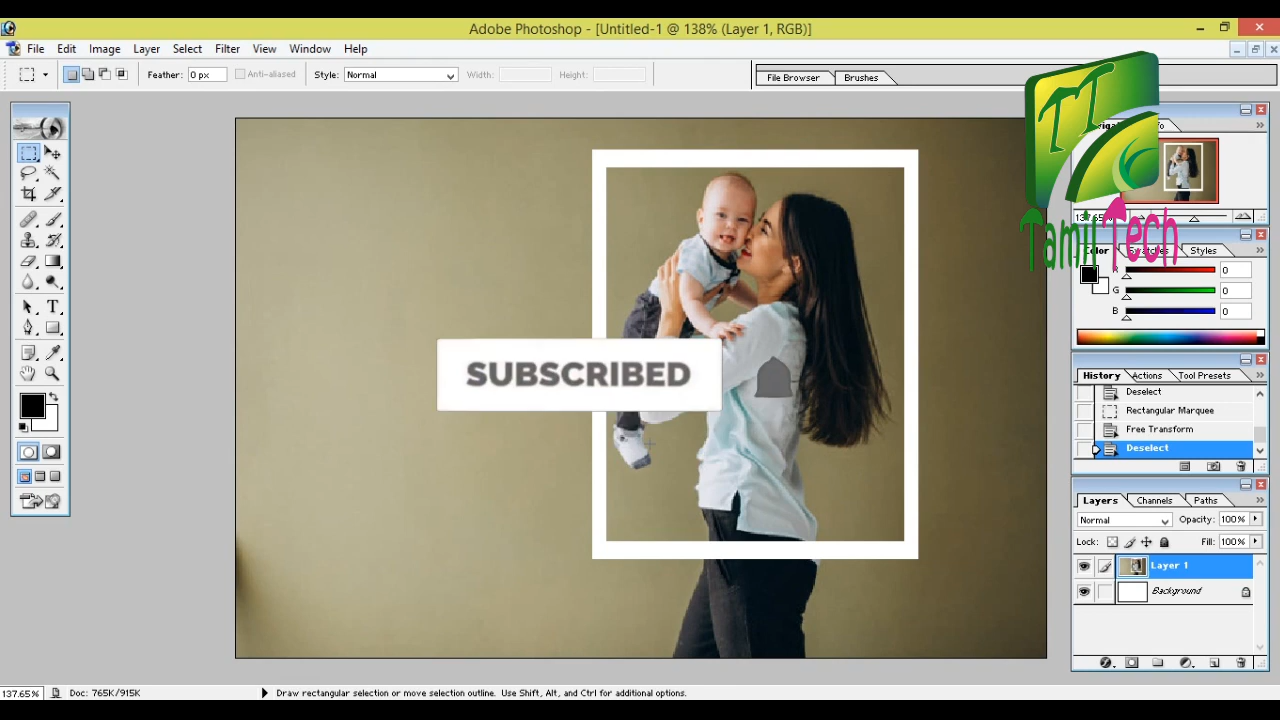 Adobe Photoshop - [Untitled-1 @ 138% (Layer 1, RGB)]
File Edit Image Layer Select Filter View Window Help
Feather: 0 px Anti-aliased Style: Normal Width: Height: File Browser Brushes
TT
Tamil Tech
Color Swatches Styles
R 0
G 0
B 0
SUBSCRIBED
History Actions Tool Presets
Deselect
Rectangular Marquee
Free Transform
Deselect
Layers Channels Paths
Normal Opacity: 100%
Lock: Fill: 100%
Layer 1
Background
137.65% Doc: 765K/915K Draw rectangular selection or move selection outline. Use Shift, Alt, and Ctrl for additional options.